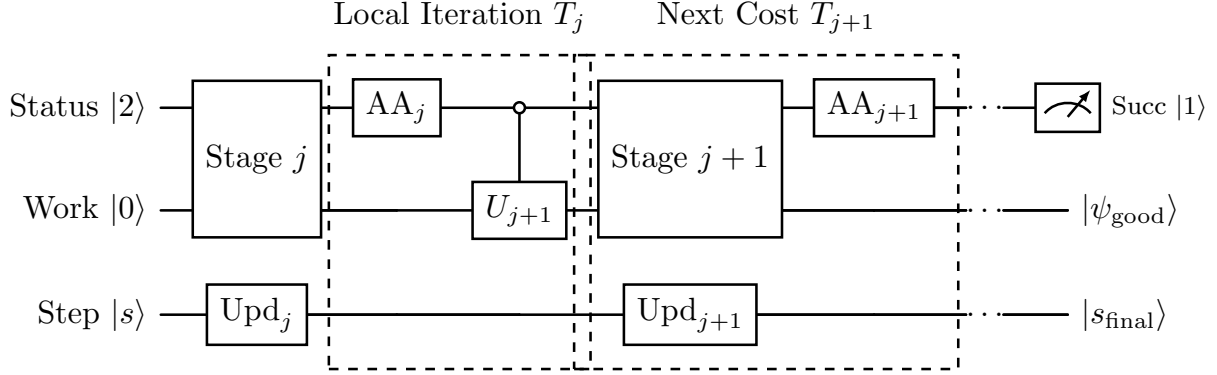 Local Iteration T_j
Next Cost T_{j+1}
Status |2⟩
Stage j
AA_j
Stage j + 1
AA_{j+1}
Succ |1⟩
Work |0⟩
U_{j+1}
|ψ_good⟩
Step |s⟩
Upd_j
Upd_{j+1}
|s_final⟩